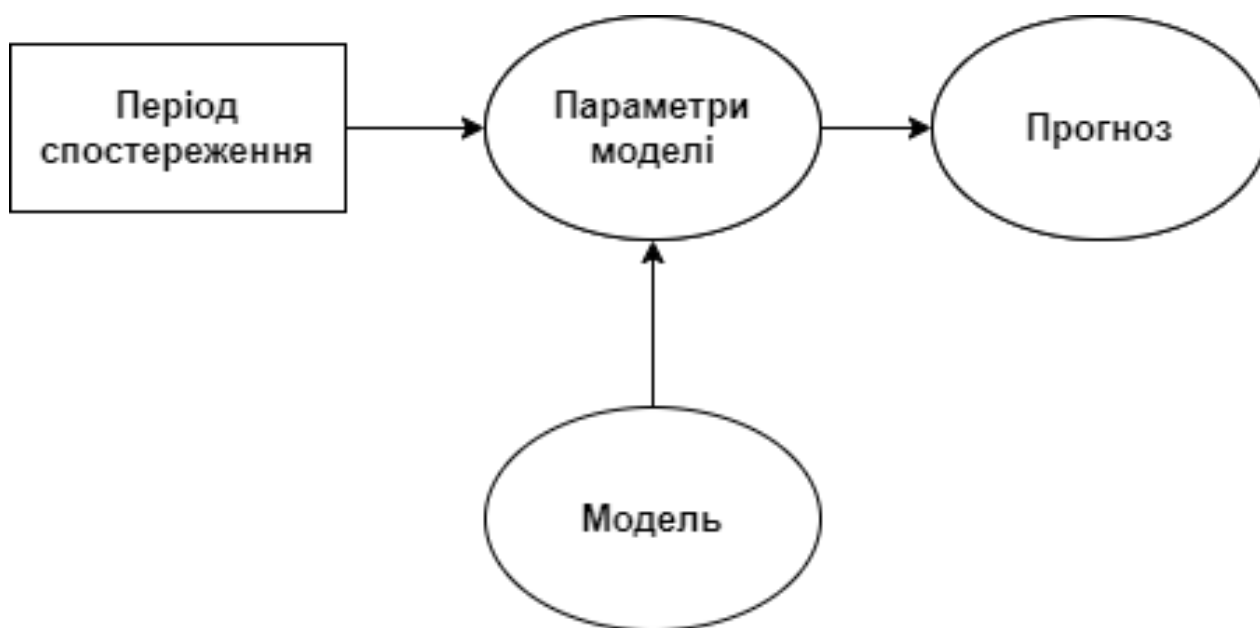 Період
спостереження
Параметри
моделі
Прогноз
Модель